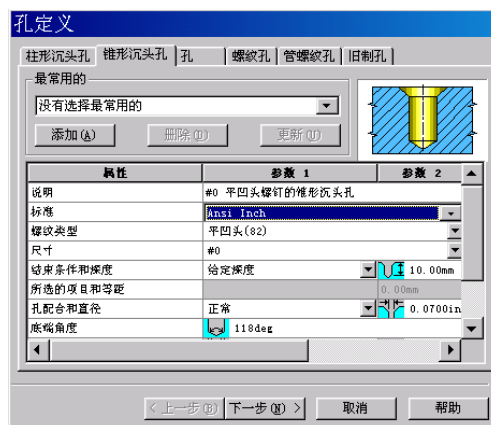 孔定义
柱形沉头孔 锥形沉头孔 孔 螺纹孔 管螺纹孔 旧制孔
最常用的
没有选择最常用的
添加(A) 删除(D) 更新(U)
属性 参数 1 参数 2
说明 #0 平凹头螺钉的锥形沉头孔
标准 Ansi Inch
螺纹类型 平凹头(82)
尺寸 #0
结束条件和深度 给定深度 10.00mm
所选的项目和等距 0.00mm
孔配合和直径 正常 0.0700in
底端角度 118deg
< 上一步(B) 下一步(N) > 取消 帮助